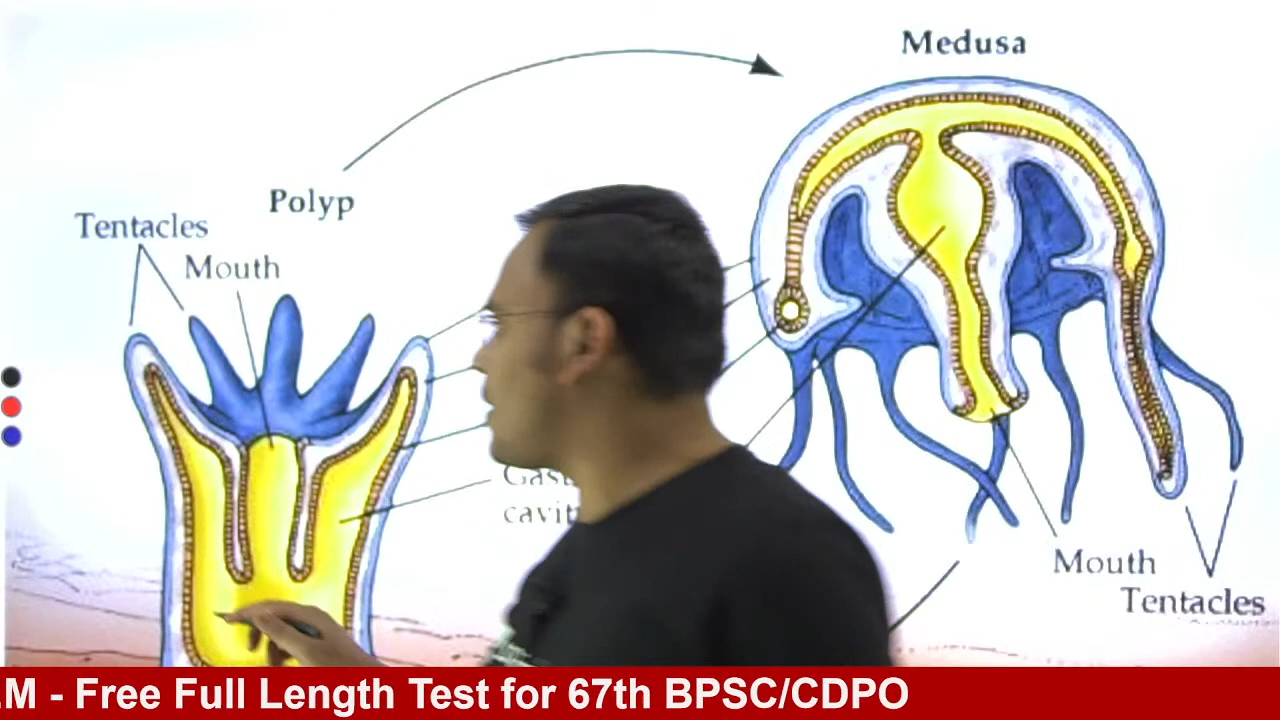 Medusa
Polyp
Tentacles
Mouth
Mouth
Tentacles
M - Free Full Length Test for 67th BPSC/CDPO